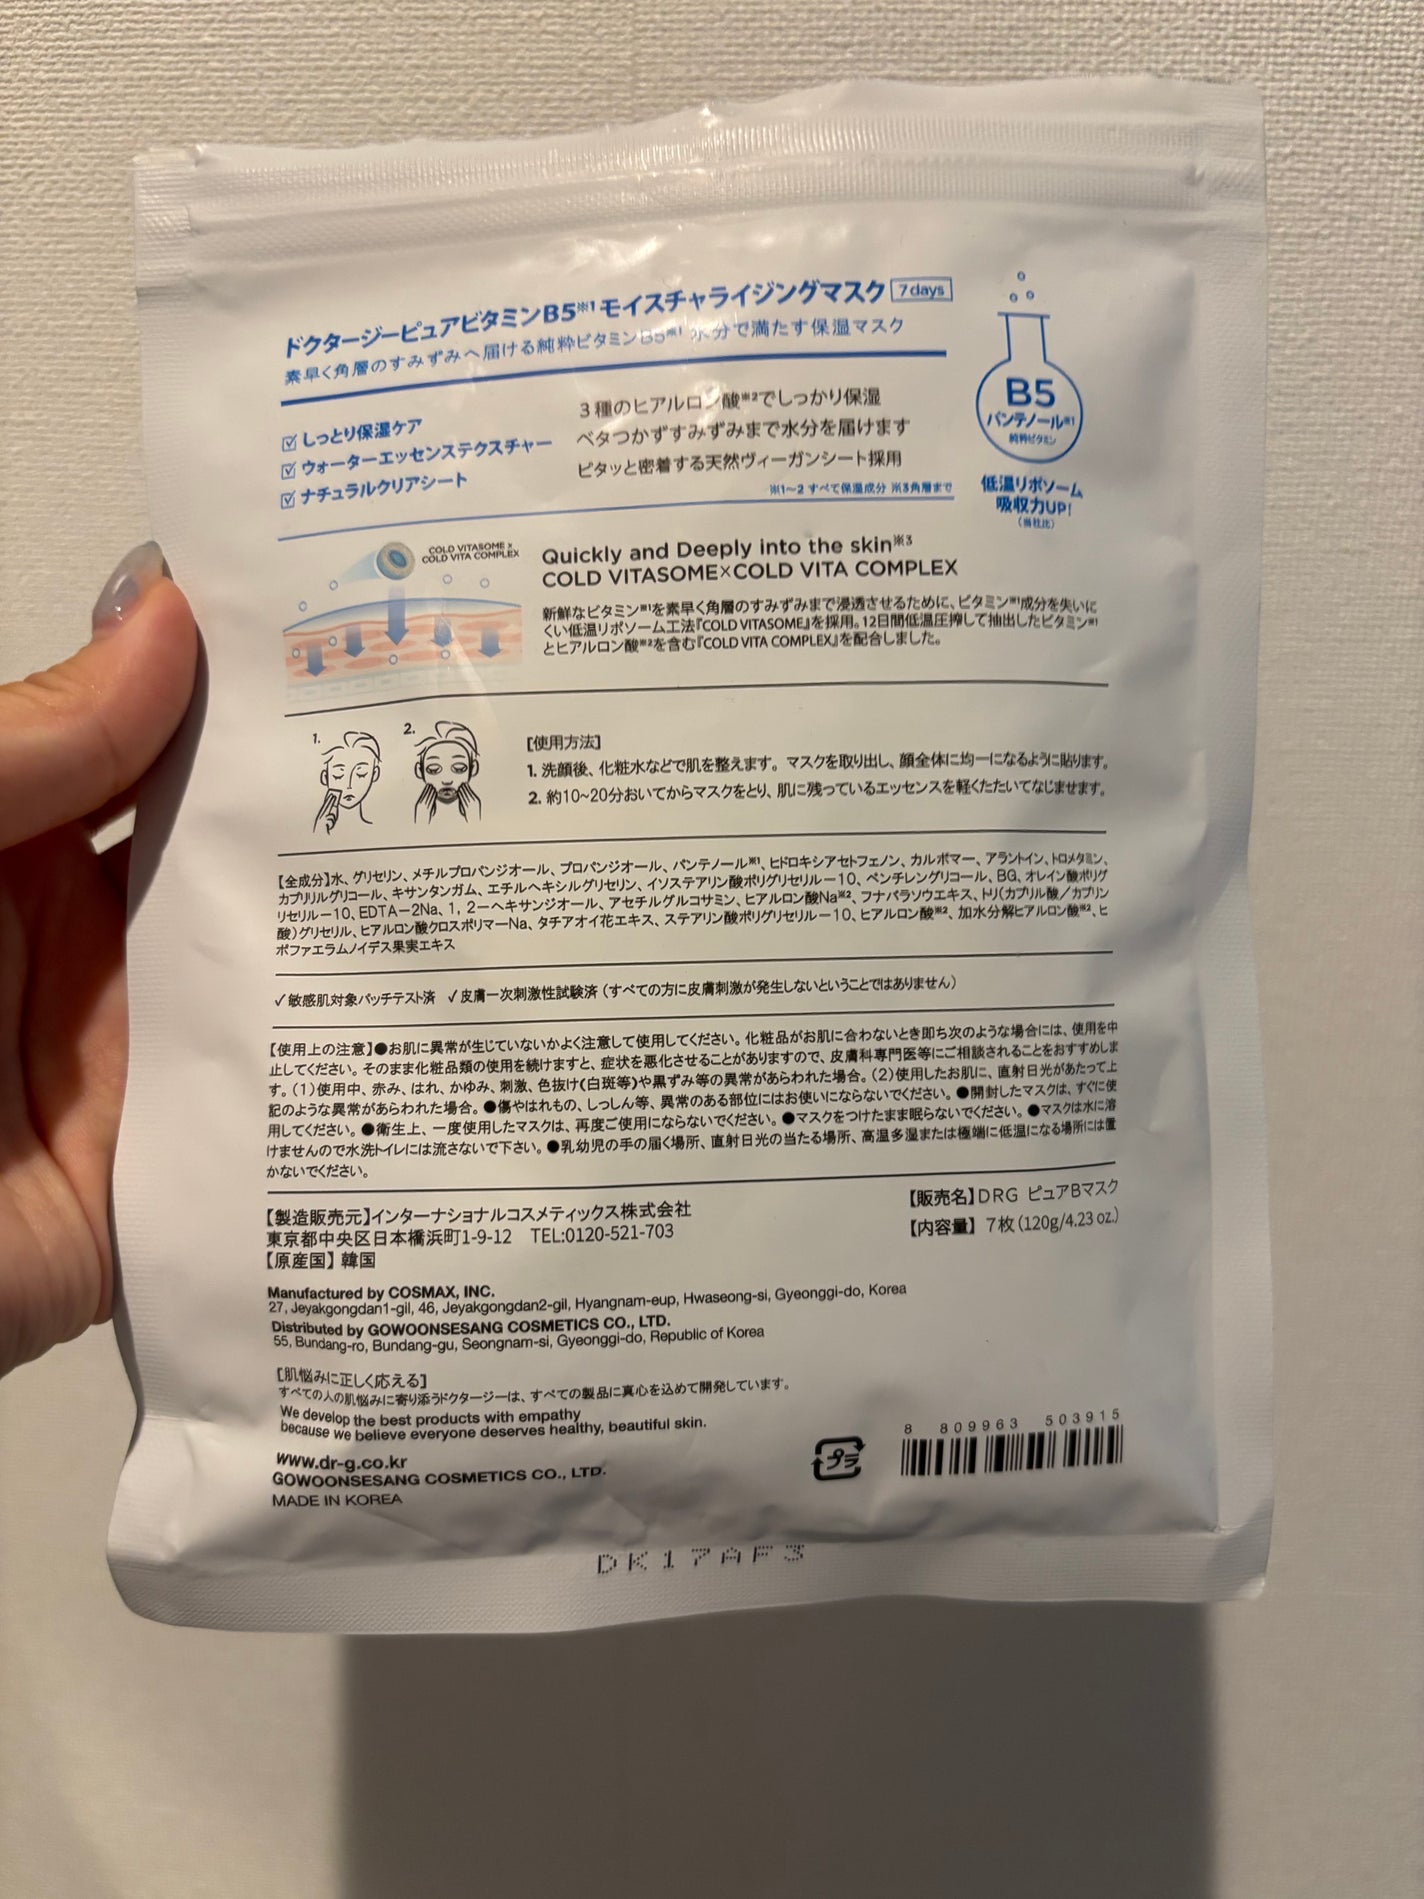 ドクタージーピュアビタミンB5※1モイスチャライジングマスク 7days
素早く角層のすみずみへ届ける純粋ビタミンB5※1 水分で満たす保湿マスク
しっとり保湿ケア
ウォーターエッセンステクスチャー
ナチュラルクリアシート
3種のヒアルロン酸※2でしっかり保湿
ベタつかずすみずみまで水分を届けます
ピタッと密着する天然ヴィーガンシート採用
※1~2 すべて保湿成分 ※3角層まで
B5
パンテノール※1
純粋ビタミン
低温リポソーム
吸収力UP!
(当社比)
COLD VITASOME x
COLD VITA COMPLEX
Quickly and Deeply into the skin※3
COLD VITASOME×COLD VITA COMPLEX
新鮮なビタミン※1を素早く角層のすみずみまで浸透させるために、ビタミン※1成分を失いに
くい低温リポソーム工法『COLD VITASOME』を採用。12日間低温圧搾して抽出したビタミン※1
とヒアルロン酸※2を含む『COLD VITA COMPLEX』を配合しました。
1.
2.
[使用方法]
1. 洗顔後、化粧水などで肌を整えます。マスクを取り出し、顔全体に均一になるように貼ります。
2. 約10~20分おいてからマスクをとり、肌に残っているエッセンスを軽くたたいてなじませます。
【全成分】水、グリセリン、メチルプロパンジオール、プロパンジオール、パンテノール※1、ヒドロキシアセトフェノン、カルボマー、アラントイン、トロメタミン、
カプリリルグリコール、キサンタンガム、エチルヘキシルグリセリン、イソステアリン酸ポリグリセリル－10、ペンチレングリコール、BG、オレイン酸ポリグ
リセリル－10、EDTA－2Na、1，2－ヘキサンジオール、アセチルグルコサミン、ヒアルロン酸Na※2、フナバラソウエキス、トリ(カプリル酸／カプリン
酸)グリセリル、ヒアルロン酸クロスポリマーNa、タチアオイ花エキス、ステアリン酸ポリグリセリル－10、ヒアルロン酸※2、加水分解ヒアルロン酸※2、ヒ
ポファエラムノイデス果実エキス
✓敏感肌対象パッチテスト済 ✓皮膚一次刺激性試験済（すべての方に皮膚刺激が発生しないということではありません）
【使用上の注意】●お肌に異常が生じていないかよく注意して使用してください。化粧品がお肌に合わないとき即ち次のような場合には、使用を中
止してください。そのまま化粧品類の使用を続けますと、症状を悪化させることがありますので、皮膚科専門医等にご相談されることをおすすめしま
す。(1)使用中、赤み、はれ、かゆみ、刺激、色抜け(白斑等)や黒ずみ等の異常があらわれた場合。(2)使用したお肌に、直射日光があたって上
記のような異常があらわれた場合。●傷やはれもの、しっしん等、異常のある部位にはお使いにならないでください。●開封したマスクは、すぐに使
用してください。●衛生上、一度使用したマスクは、再度ご使用にならないでください。●マスクをつけたまま眠らないでください。●マスクは水に溶
けませんので水洗トイレには流さないで下さい。●乳幼児の手の届く場所、直射日光の当たる場所、高温多湿または極端に低温になる場所には置
かないでください。
【製造販売元】インターナショナルコスメティックス株式会社
東京都中央区日本橋浜町1-9-12 TEL:0120-521-703
【原産国】韓国
【販売名】DRG ピュアBマスク
【内容量】7枚(120g/4.23 oz.)
Manufactured by COSMAX, INC.
27, Jeyakgongdan1-gil, 46, Jeyakgongdan2-gil, Hyangnam-eup, Hwaseong-si, Gyeonggi-do, Korea
Distributed by GOWOONSESANG COSMETICS CO., LTD.
55, Bundang-ro, Bundang-gu, Seongnam-si, Gyeonggi-do, Republic of Korea
[肌悩みに正しく応える]
すべての人の肌悩みに寄り添うドクタージーは、すべての製品に真心を込めて開発しています。
We develop the best products with empathy
because we believe everyone deserves healthy, beautiful skin.
www.dr-g.co.kr
GOWOONSESANG COSMETICS CO., LTD.
MADE IN KOREA
プラ
8 809963 503915
DK17AF3